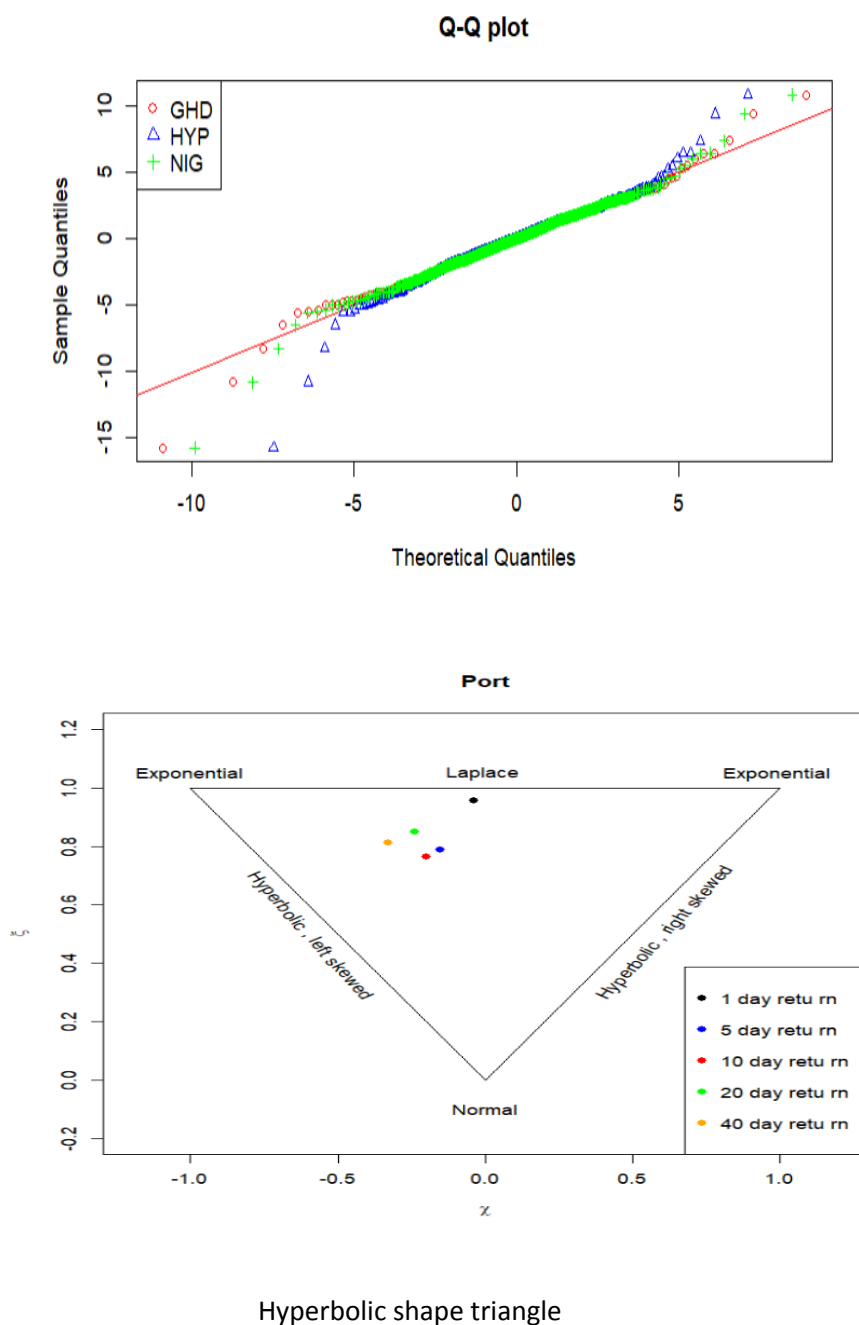 Q-Q plot
GHD
HYP
NIG
10
5
0
-5
-10
-15
Sample Quantiles
-10
-5
0
5
Theoretical Quantiles
Port
1.2
1.0
0.8
0.6
0.4
0.2
0.0
-0.2
ξ
Exponential
Laplace
Exponential
Hyperbolic , left skewed
Hyperbolic , right skewed
Normal
1 day retu rn
5 day retu rn
10 day retu rn
20 day retu rn
40 day retu rn
-1.0
-0.5
0.0
0.5
1.0
χ
Hyperbolic shape triangle